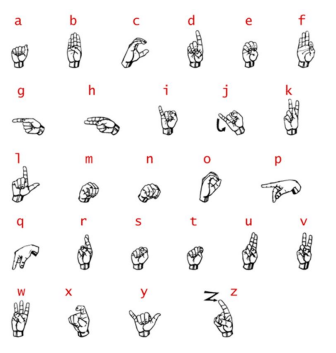 a b c d e f
g h i j k
l m n o p
q r s t u v
w x y z